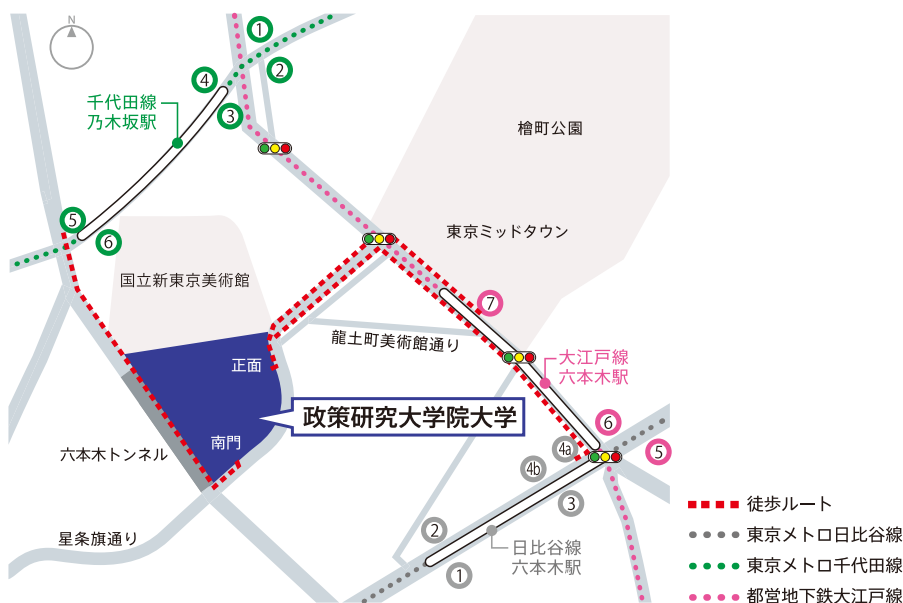 N
①
②
④
③
千代田線
乃木坂駅
檜町公園
⑤
⑥
東京ミッドタウン
国立新東京美術館
⑦
龍土町美術館通り
正面
大江戸線
六本木駅
政策研究大学院大学
⑥
南門
4a
⑤
六本木トンネル
4b
③
②
星条旗通り
日比谷線
六本木駅
①
徒歩ルート
東京メトロ日比谷線
東京メトロ千代田線
都営地下鉄大江戸線